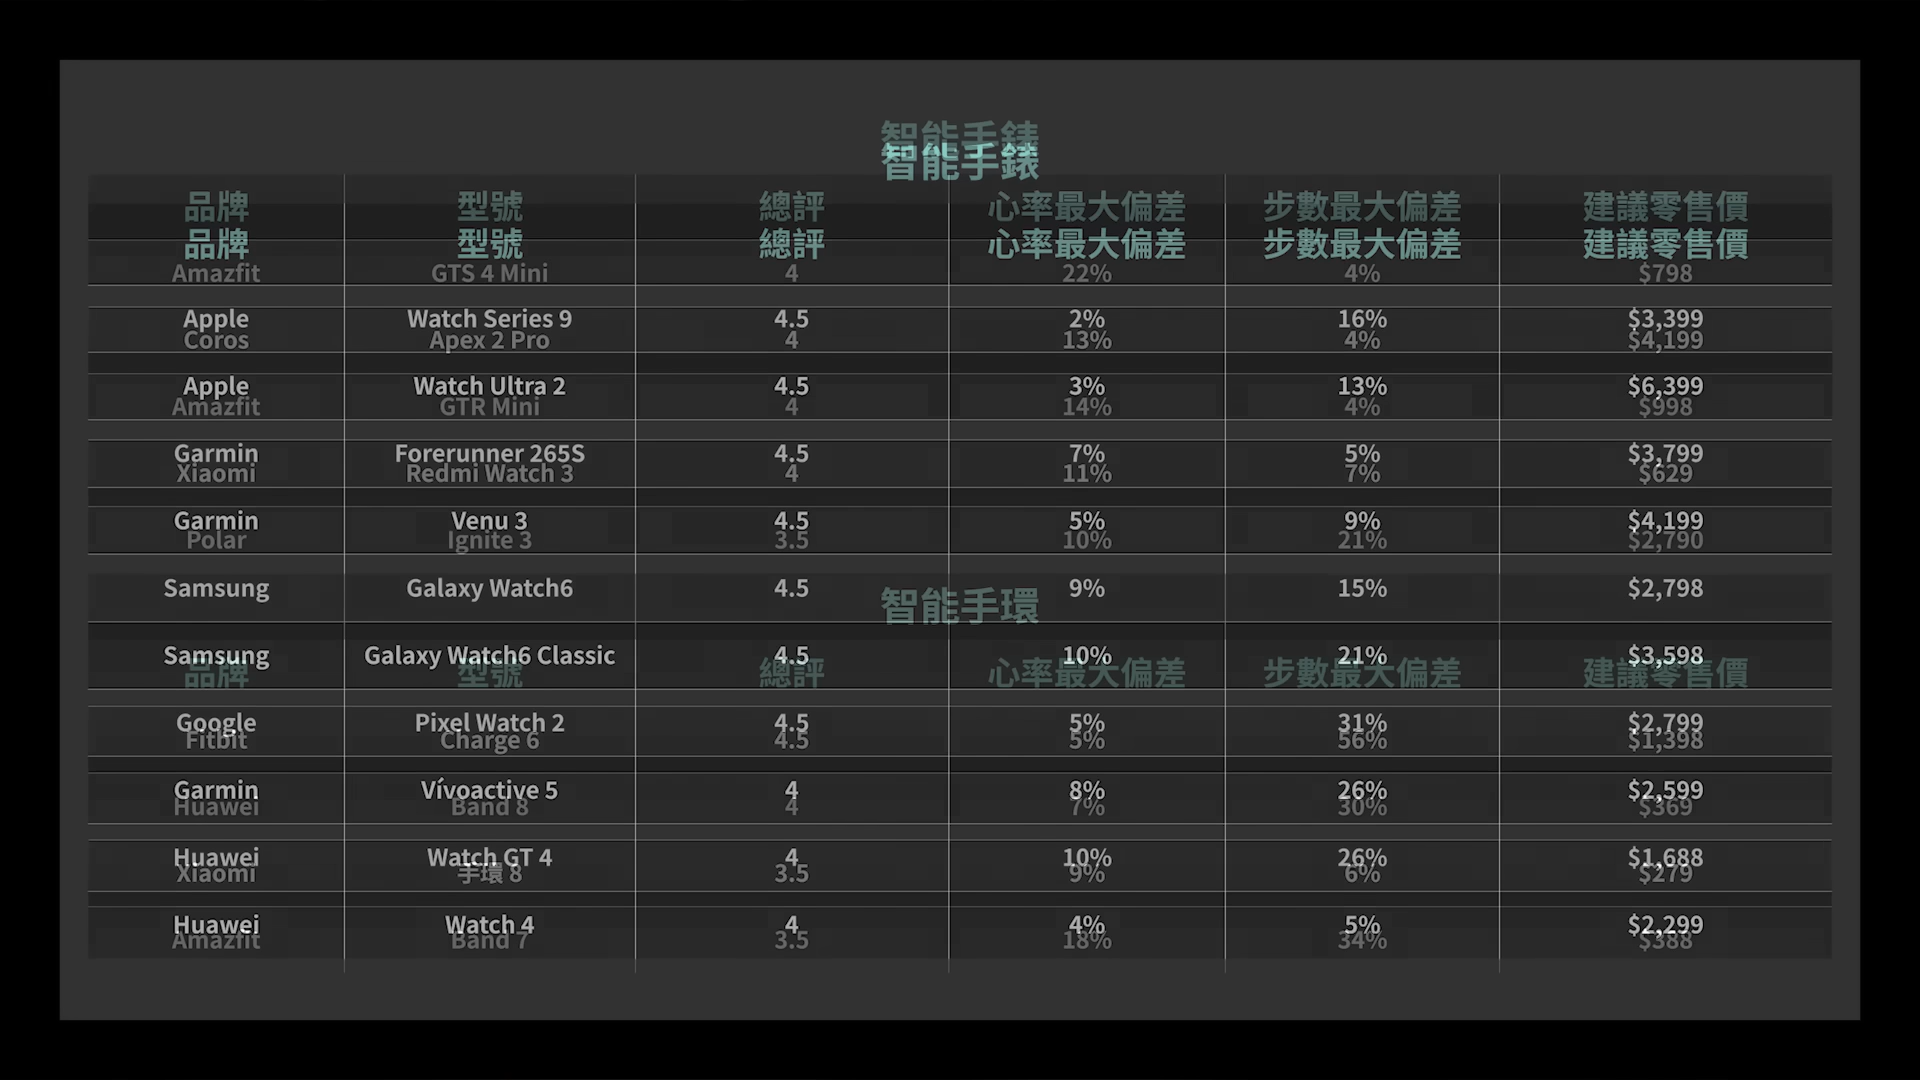 智能手錶
智能手錶
品牌 型號 總評 心率最大偏差 步數最大偏差 建議零售價
品牌 型號 總評 心率最大偏差 步數最大偏差 建議零售價
Amazfit GTS 4 Mini 4 22% 4% $798
Apple Watch Series 9 4.5 2% 16% $3,399
Coros Apex 2 Pro 4 13% 4% $4,199
Apple Watch Ultra 2 4.5 3% 13% $6,399
Amazfit GTR Mini 4 14% 4% $998
Garmin Forerunner 265S 4.5 7% 5% $3,799
Xiaomi Redmi Watch 3 4 11% 7% $629
Garmin Venu 3 4.5 5% 9% $4,199
Polar Ignite 3 3.5 10% 21% $2,790
Samsung Galaxy Watch6 4.5 9% 15% $2,798
智能手環
Samsung Galaxy Watch6 Classic 4.5 10% 21% $3,598
品牌 型號 總評 心率最大偏差 步數最大偏差 建議零售價
Google Pixel Watch 2 4.5 5% 31% $2,799
Fitbit Charge 6 4.5 5% 56% $1,398
Garmin Vívoactive 5 4 8% 26% $2,599
Huawei Band 8 4 7% 30% $369
Huawei Watch GT 4 4 10% 26% $1,688
Xiaomi 手環 8 3.5 9% 6% $279
Huawei Watch 4 4 4% 5% $2,299
Amazfit Band 7 3.5 18% 34% $388